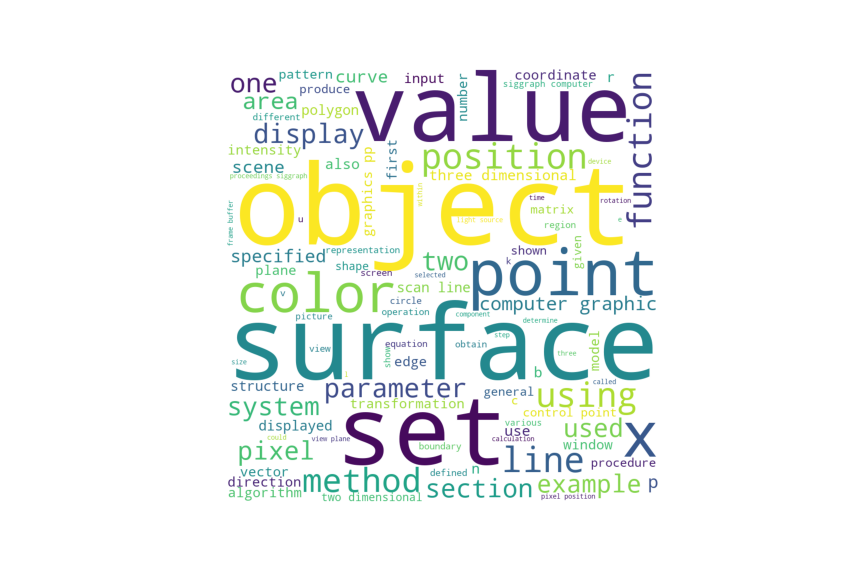 one
pattern
curve
input
number
coordinate
r
siggraph computer
produce
value
area
polygon
different
display
first
function
intensity
position
device
scene
also
graphics pp
three dimensional
proceedings siggraph
object
within
time
rotation
frame buffer
u
light source
matrix
e
region
specified
representation
two
shown
given
plane
shape
screen
k
selected
point
color
scan line
v
circle
computer graphic
picture
operation
component
determine
surface
view
equation
obtain
step
three
model
size
show
edge
i
b
called
structure
parameter
general
using
system
transformation
set
c
control point
displayed
various
use
used
x
could
view plane
boundary
calculation
window
pixel
line
vector
method
defined
n
procedure
direction
section
example
p
algorithm
two dimensional
pixel position